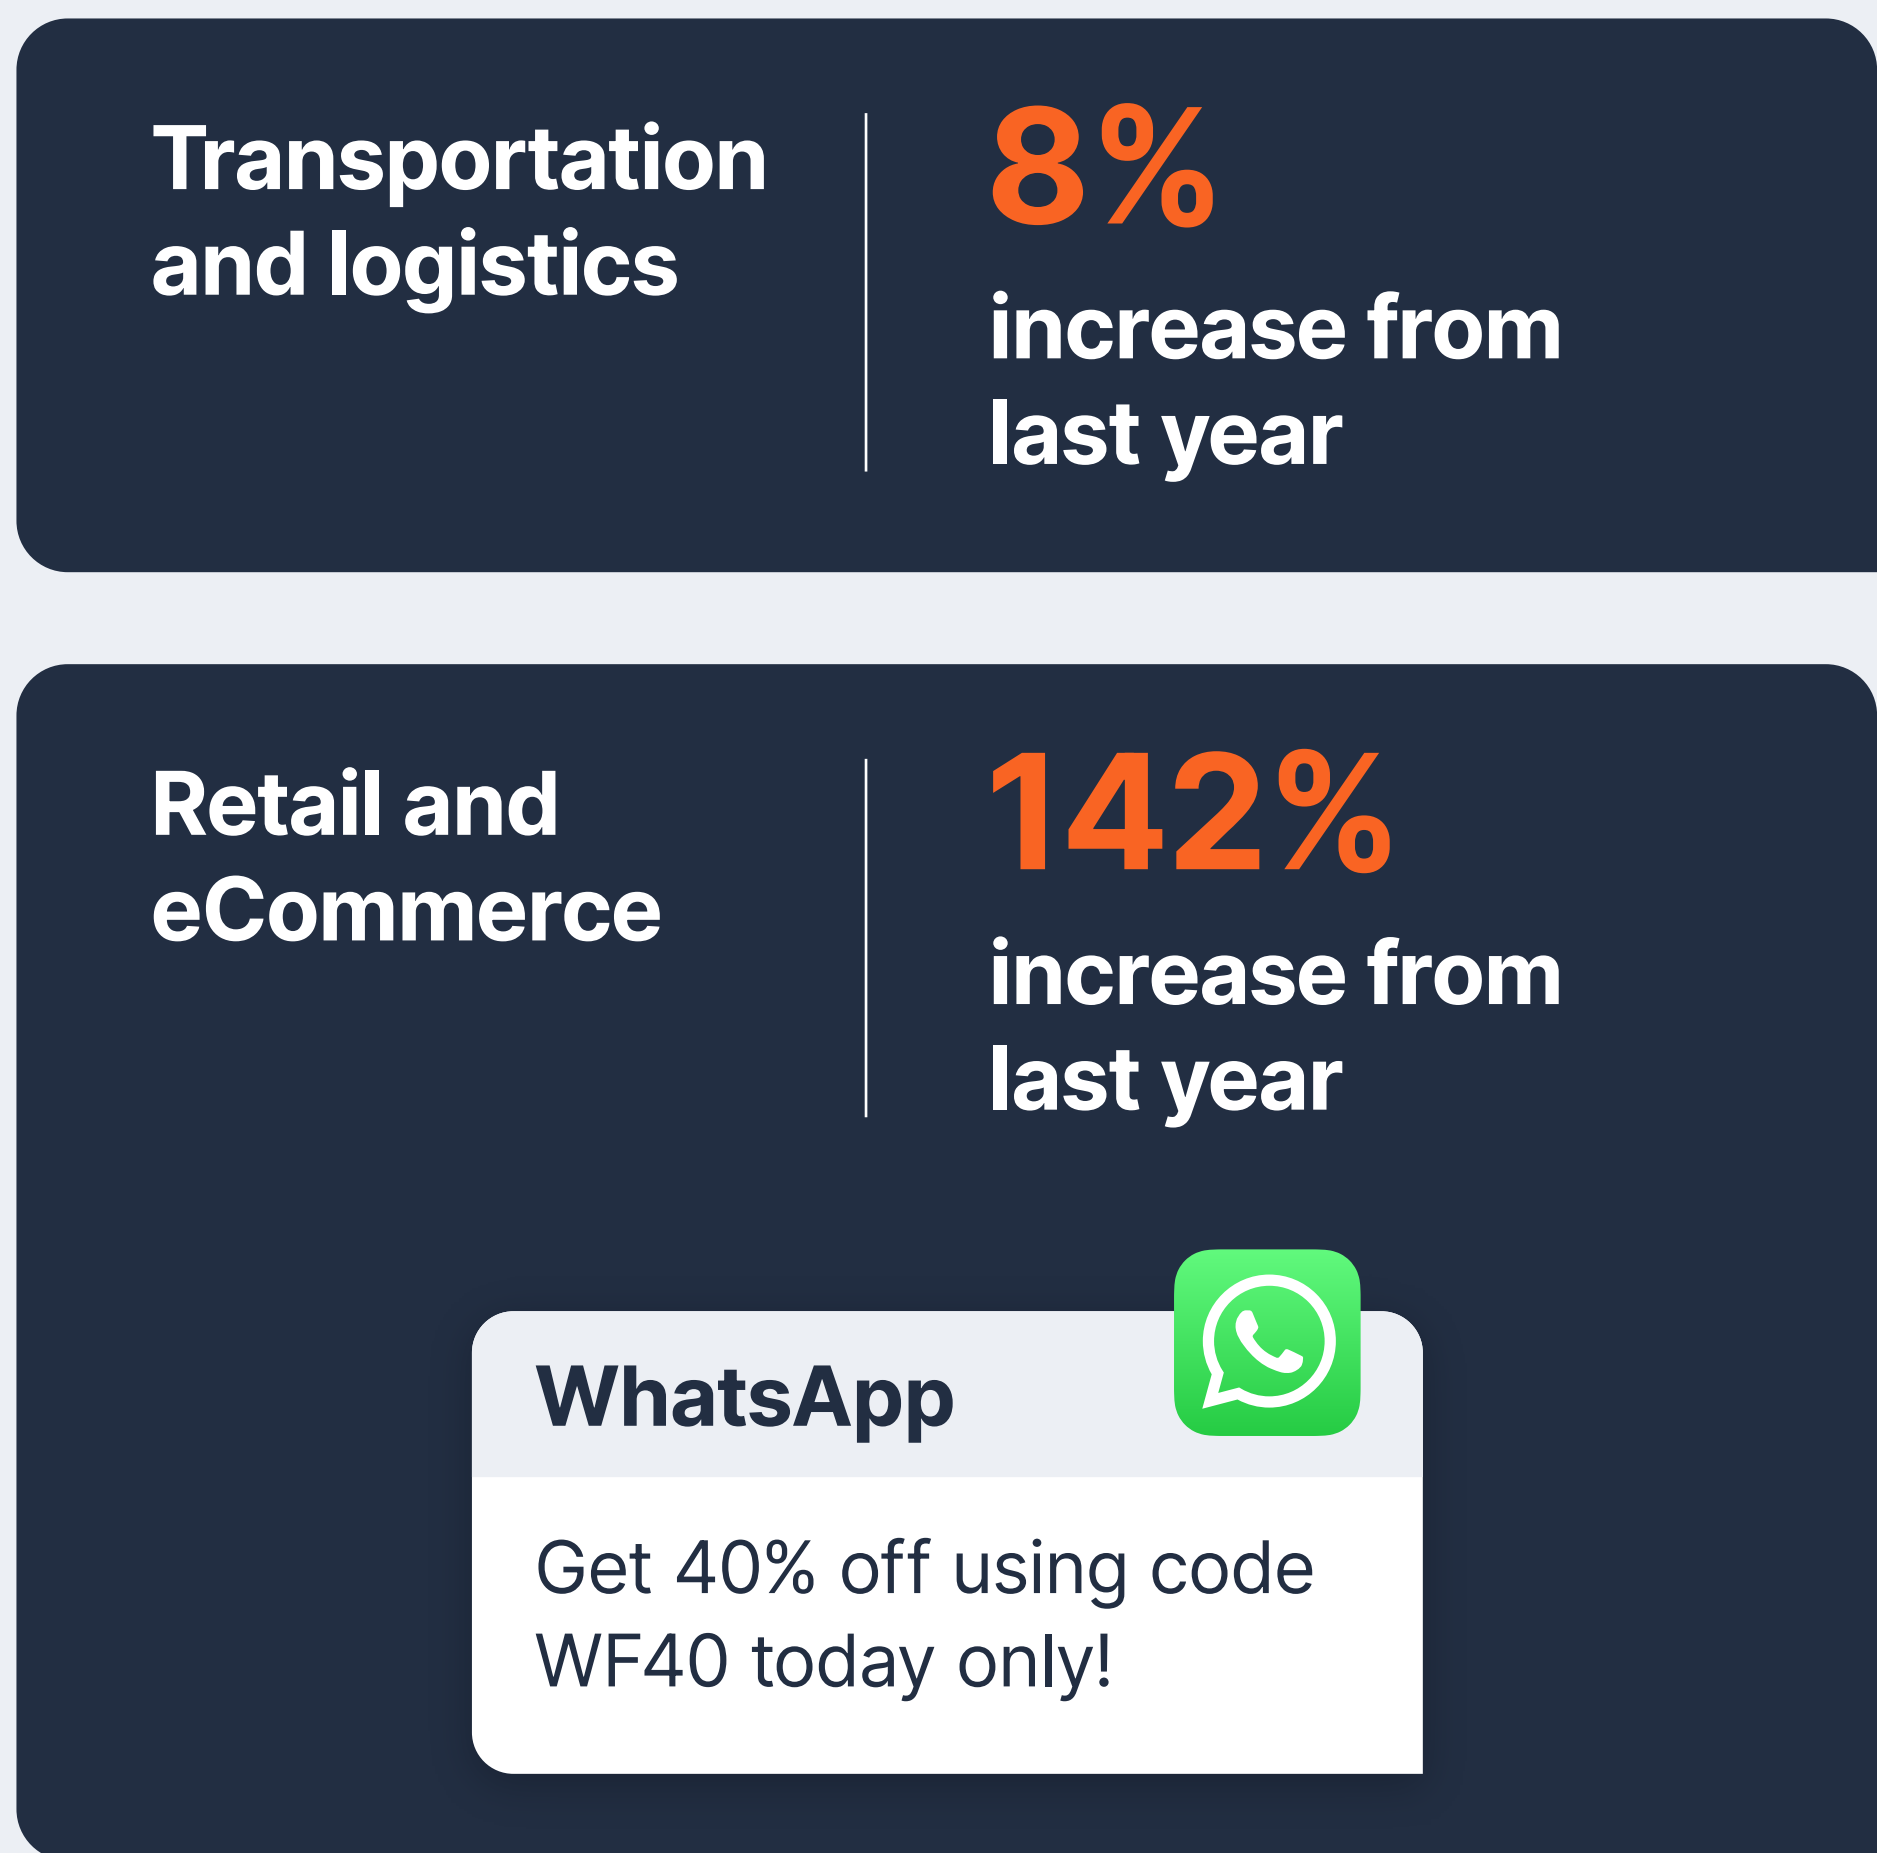 Transportation
and logistics
8%
increase from
last year
Retail and
eCommerce
142%
increase from
last year
WhatsApp
Get 40% off using code
WF40 today only!